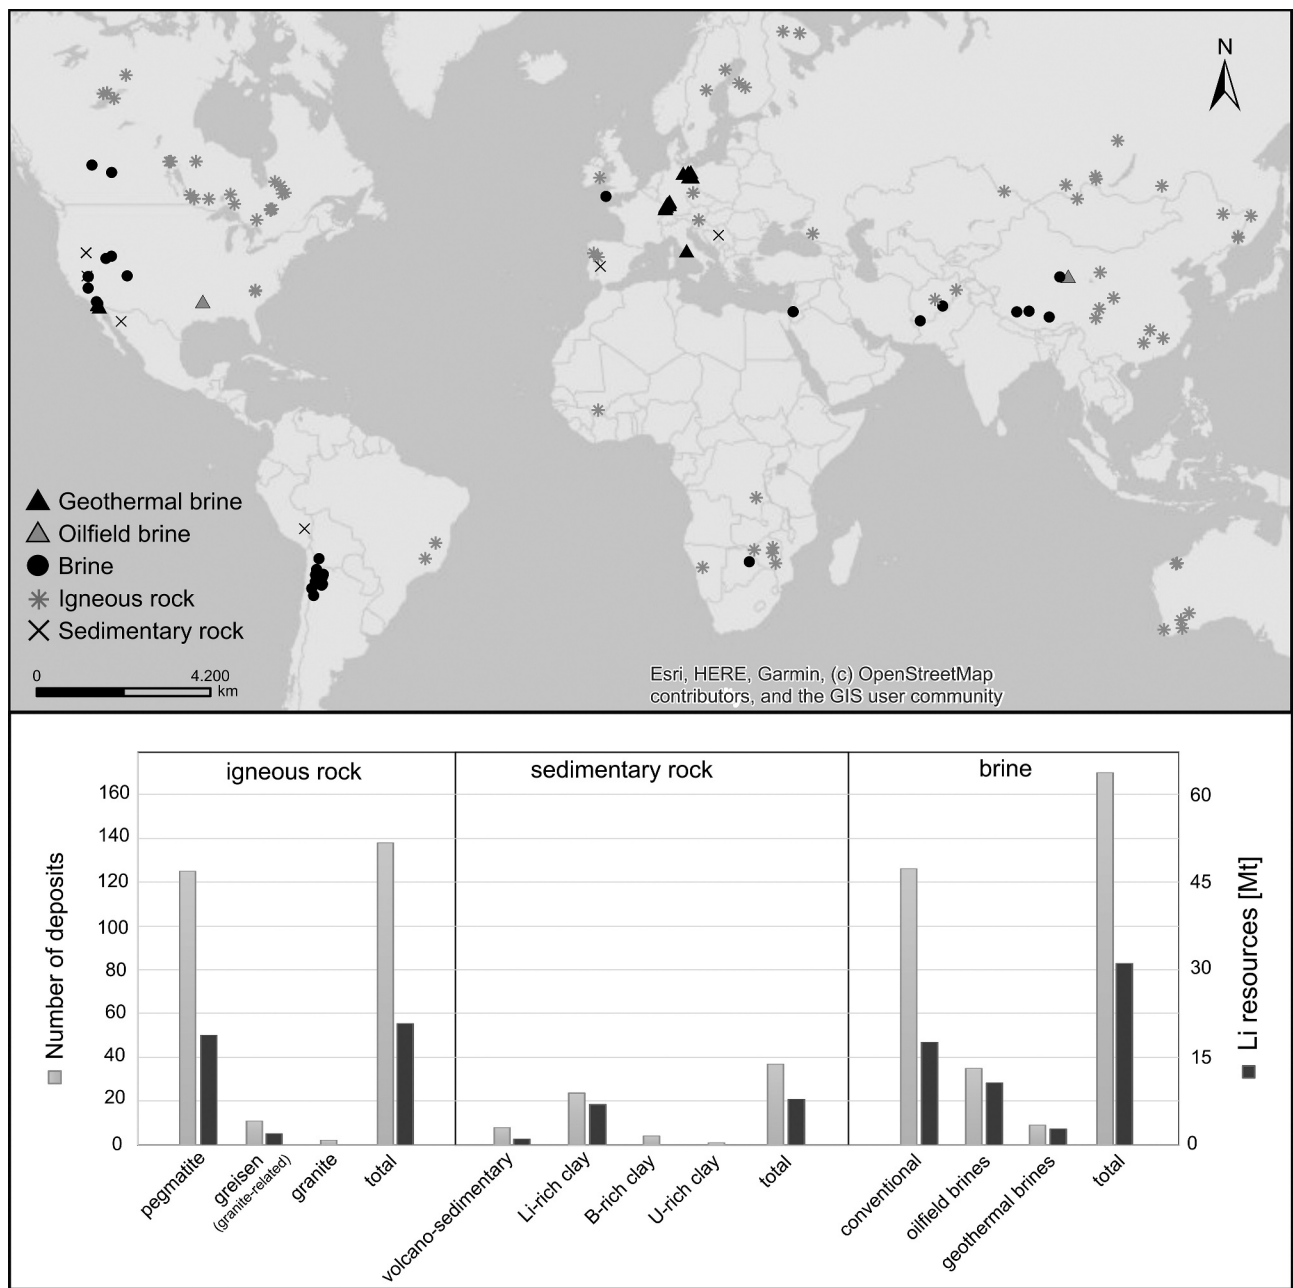 N
Geothermal brine
Oilfield brine
Brine
Igneous rock
Sedimentary rock
0 4.200
km
Esri, HERE, Garmin, (c) OpenStreetMap
contributors, and the GIS user community
igneous rock
sedimentary rock
brine
160
140
120
100
80
60
40
20
0
Number of deposits
60
45
30
15
0
Li resources [Mt]
pegmatite
greisen
(granite-related)
granite
total
volcano-sedimentary
Li-rich clay
B-rich clay
U-rich clay
total
conventional
oilfield brines
geothermal brines
total